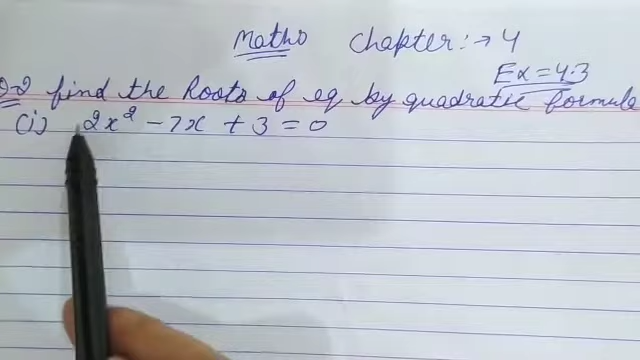 Maths Chapter:→ 4
Ex = 4.3
Q2 find the Roots of eq by quadratic formula
(i) 2x² - 7x + 3 = 0